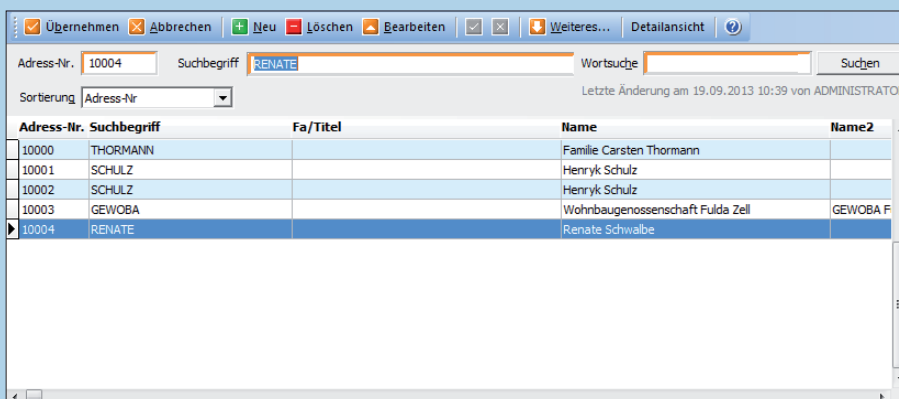 Übernehmen Abbrechen Neu Löschen Bearbeiten Weiteres... Detailansicht ?
Adress-Nr. 10004 Suchbegriff RENATE Wortsuche Suchen
Sortierung Adress-Nr Letzte Änderung am 19.09.2013 10:39 von ADMINISTRATO
Adress-Nr. Suchbegriff Fa/Titel Name Name2
10000 THORMANN Familie Carsten Thormann
10001 SCHULZ Henryk Schulz
10002 SCHULZ Henryk Schulz
10003 GEWOBA Wohnbaugenossenschaft Fulda Zell GEWOBA F
10004 RENATE Renate Schwalbe